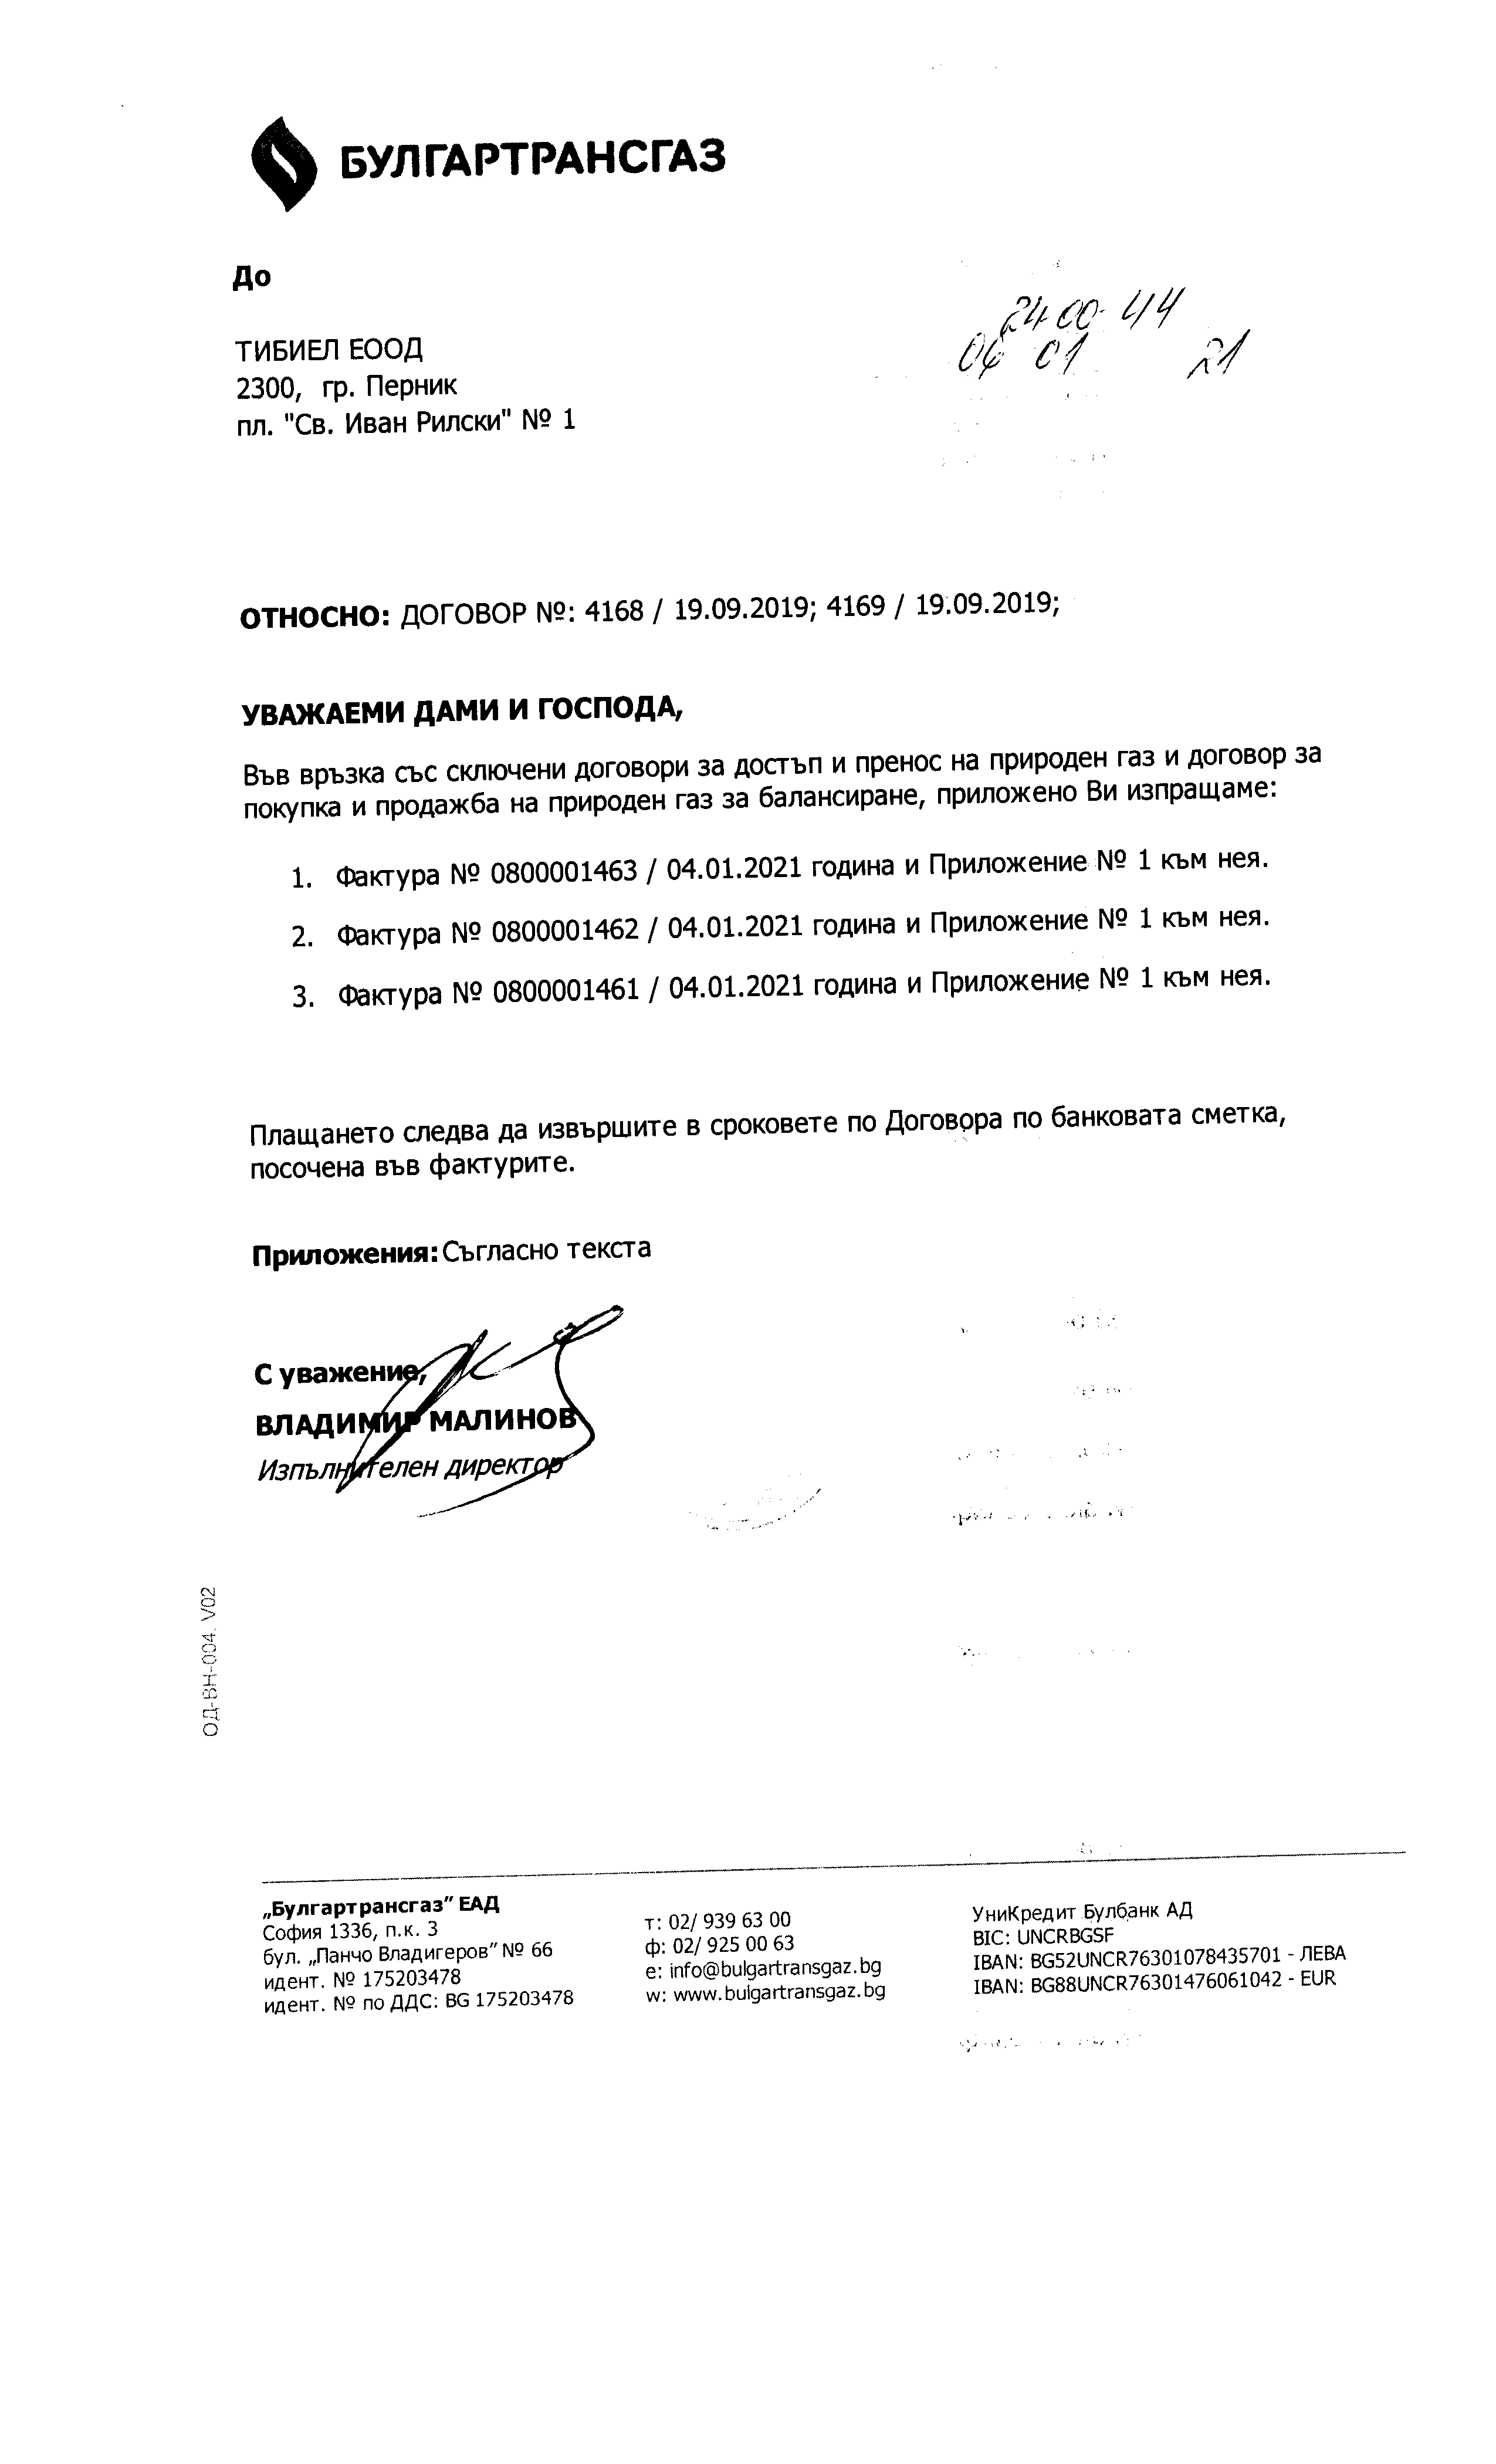 БУЛГАРТРАНСГАЗ
До
24-00-44
06 01 21
ТИБИЕЛ ЕООД
2300, гр. Перник
пл. "Св. Иван Рилски" № 1
ОТНОСНО: ДОГОВОР №: 4168 / 19.09.2019; 4169 / 19.09.2019;
УВАЖАЕМИ ДАМИ И ГОСПОДА,
Във връзка със сключени договори за достъп и пренос на природен газ и договор за
покупка и продажба на природен газ за балансиране, приложено Ви изпращаме:
1. Фактура № 0800001463 / 04.01.2021 година и Приложение № 1 към нея.
2. Фактура № 0800001462 / 04.01.2021 година и Приложение № 1 към нея.
3. Фактура № 0800001461 / 04.01.2021 година и Приложение № 1 към нея.
Плащането следва да извършите в сроковете по Договора по банковата сметка,
посочена във фактурите.
Приложения: Съгласно текста
С уважение,
ВЛАДИМИР МАЛИНОВ
Изпълнителен директор
ОД-ВН-004. V02
„Булгартрансгаз" ЕАД
София 1336, п.к. 3
бул. „Панчо Владигеров" № 66
идент. № 175203478
идент. № по ДДС: BG 175203478
т: 02/ 939 63 00
ф: 02/ 925 00 63
е: info@bulgartransgaz.bg
w: www.bulgartransgaz.bg
УниКредит Булбанк АД
BIC: UNCRBGSF
IBAN: BG52UNCR76301078435701 - ЛЕВА
IBAN: BG88UNCR76301476061042 - EUR